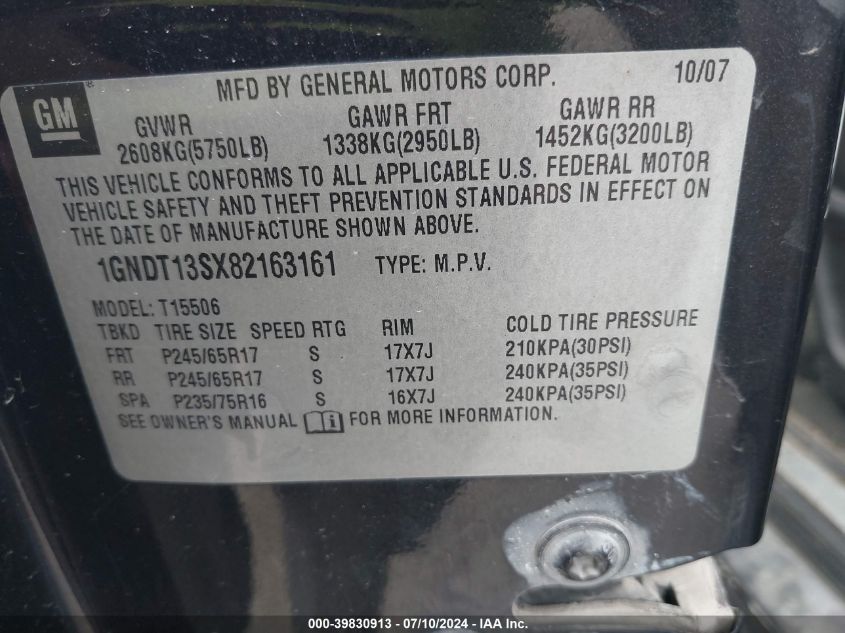 MFD BY GENERAL MOTORS CORP. 10/07
GM
GVWR GAWR FRT GAWR RR
2608KG(5750LB) 1338KG(2950LB) 1452KG(3200LB)
THIS VEHICLE CONFORMS TO ALL APPLICABLE U.S. FEDERAL MOTOR
VEHICLE SAFETY AND THEFT PREVENTION STANDARDS IN EFFECT ON
THE DATE OF MANUFACTURE SHOWN ABOVE.
1GNDT13SX82163161 TYPE: M.P.V.
MODEL: T15506
TBKD TIRE SIZE SPEED RTG RIM COLD TIRE PRESSURE
FRT P245/65R17 S 17X7J 210KPA(30PSI)
RR P245/65R17 S 17X7J 240KPA(35PSI)
SPA P235/75R16 S 16X7J 240KPA(35PSI)
SEE OWNER'S MANUAL i FOR MORE INFORMATION.
000-39830913 - 07/10/2024 - IAA Inc.